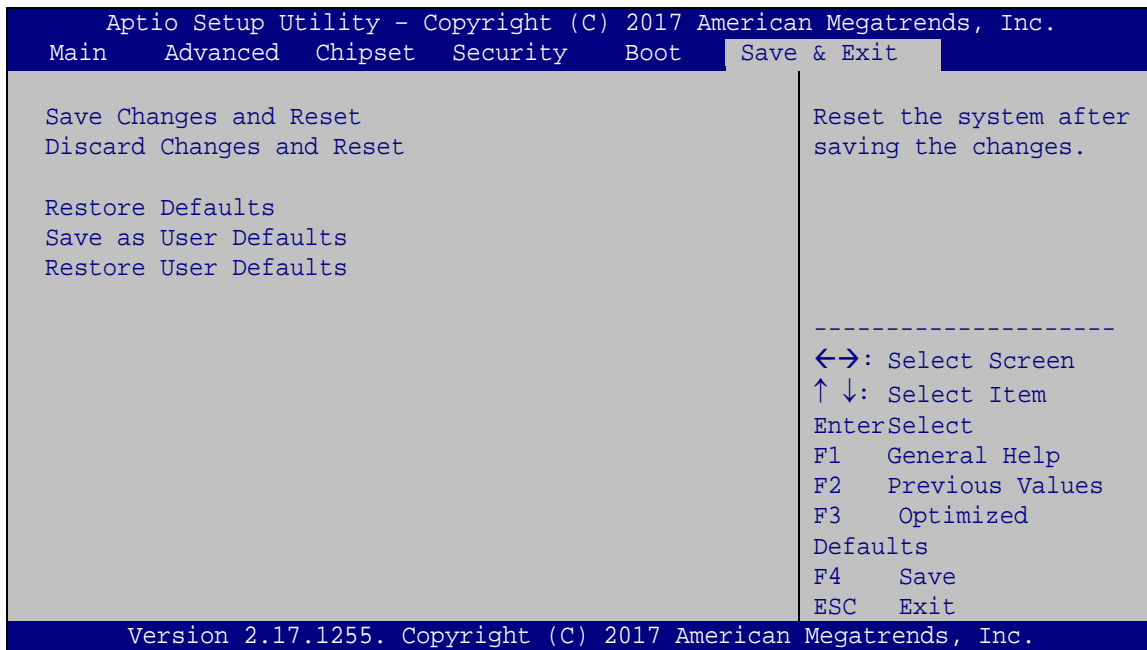 Aptio Setup Utility – Copyright (C) 2017 American Megatrends, Inc.
Main Advanced Chipset Security Boot Save & Exit
Save Changes and Reset
Discard Changes and Reset
Restore Defaults
Save as User Defaults
Restore User Defaults
Reset the system after
saving the changes.
---------------------
←→: Select Screen
↑ ↓: Select Item
EnterSelect
F1 General Help
F2 Previous Values
F3 Optimized
Defaults
F4 Save
ESC Exit
Version 2.17.1255. Copyright (C) 2017 American Megatrends, Inc.